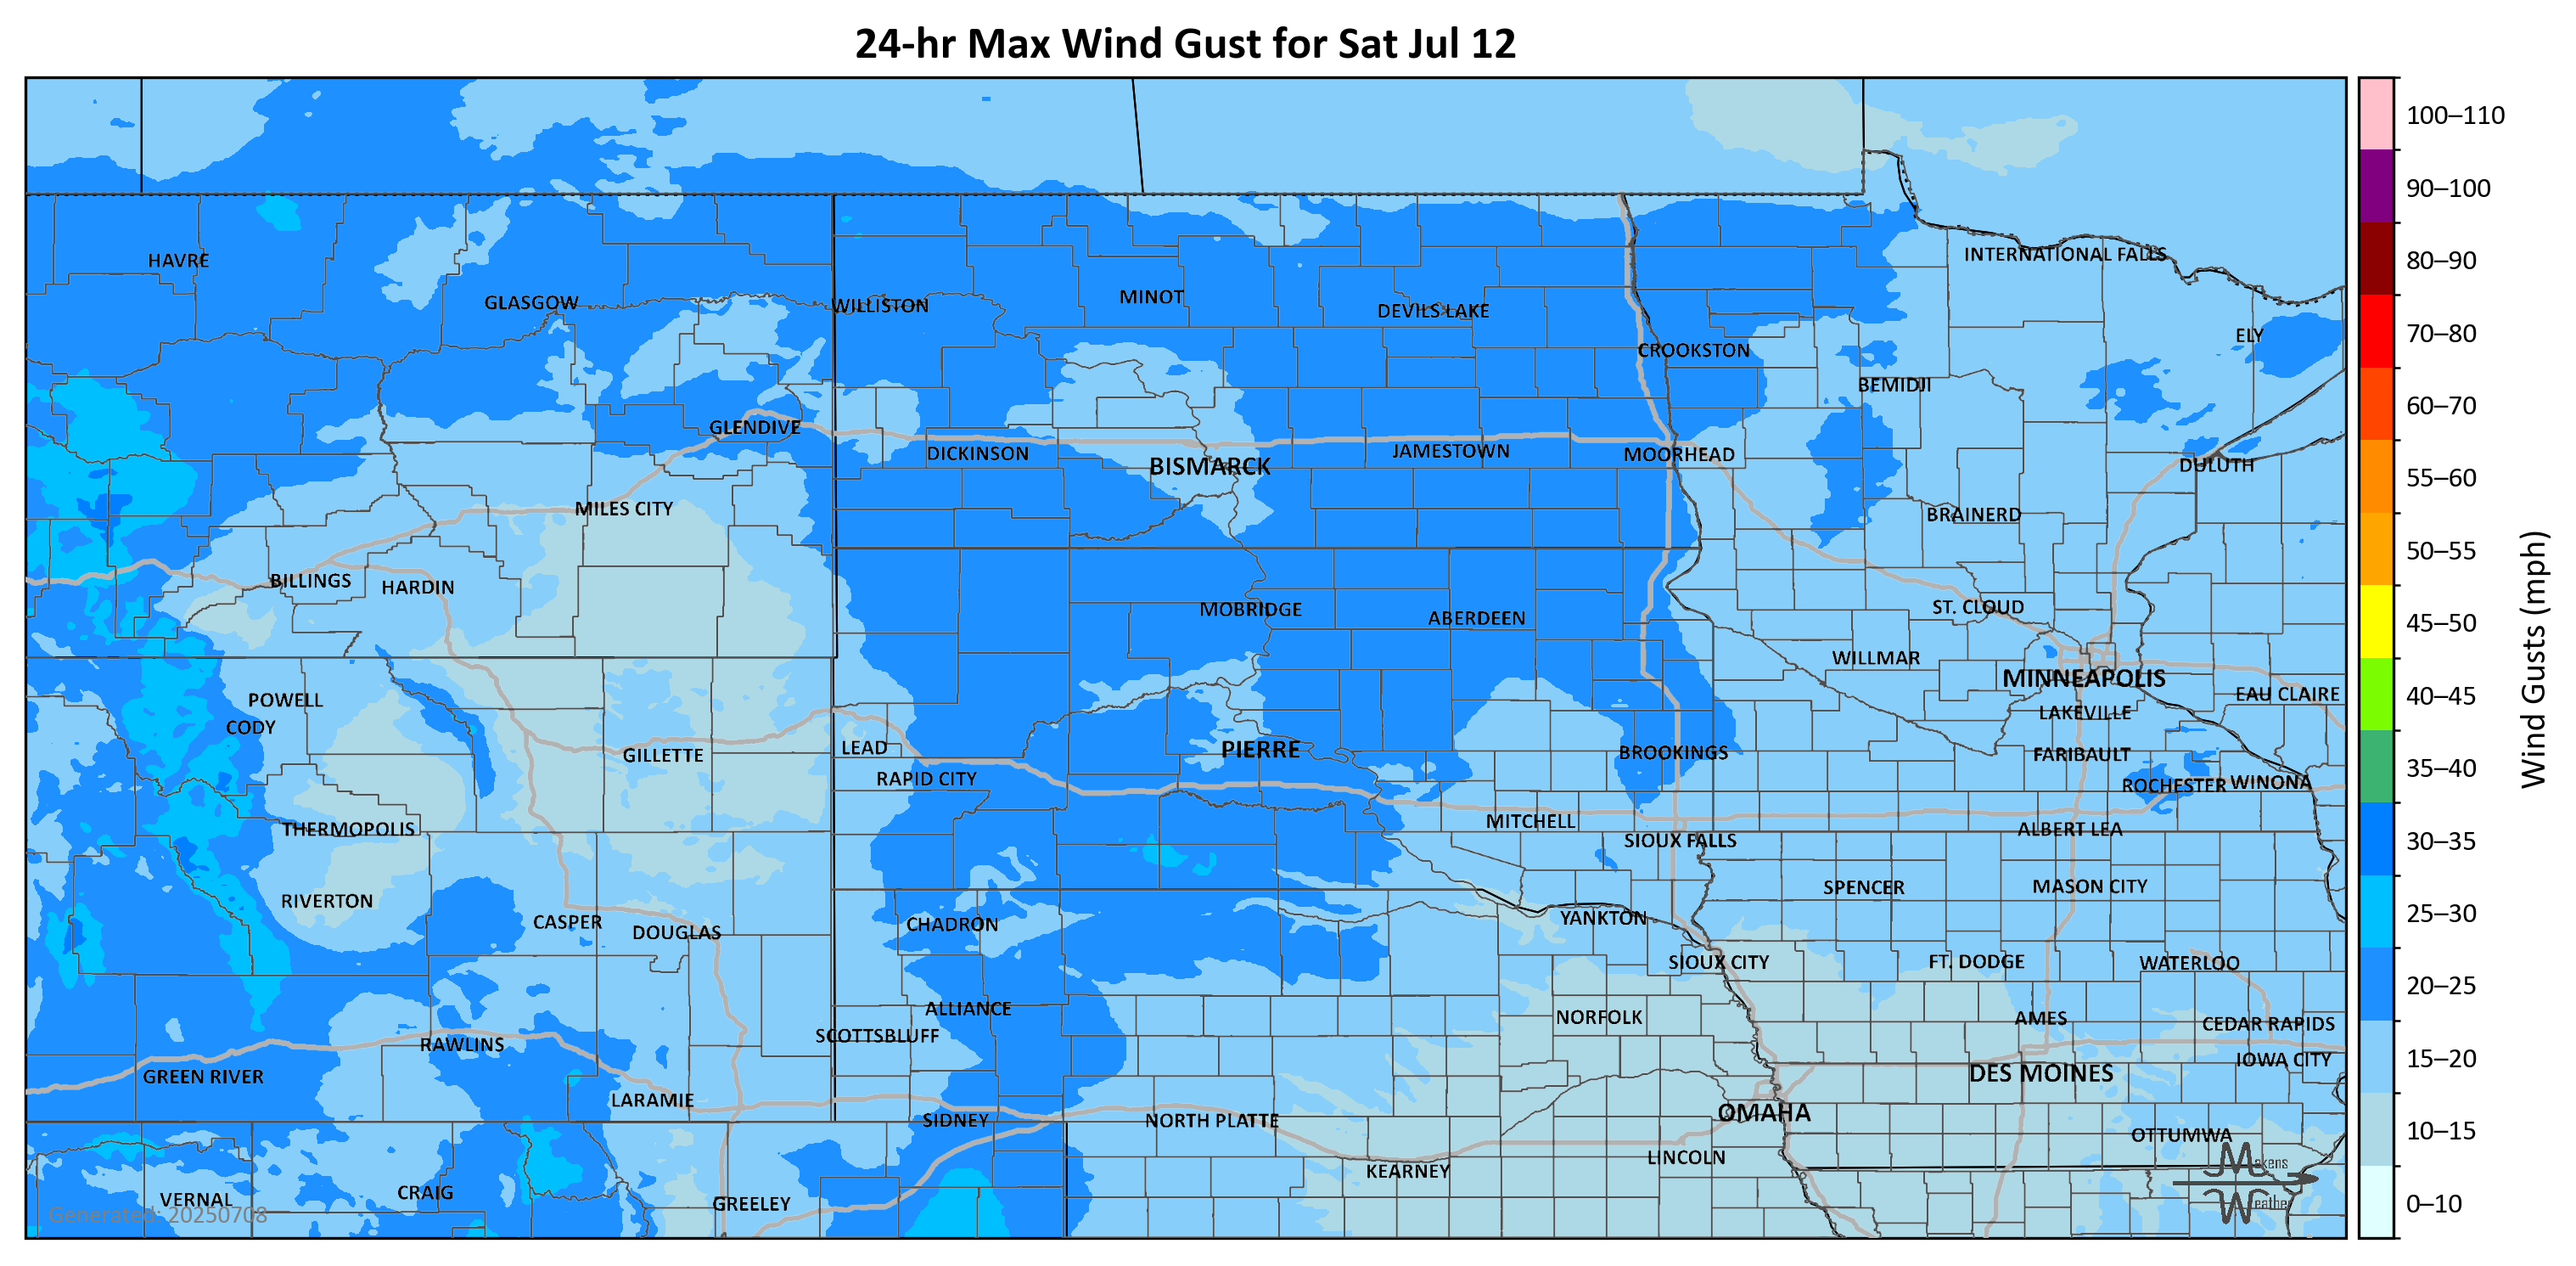 24-hr Max Wind Gust for Sat Jul 12
100–110
90–100
80–90
70–80
60–70
55–60
50–55
45–50
40–45
35–40
30–35
25–30
20–25
15–20
10–15
0–10
Wind Gusts (mph)
HAVRE
GLASGOW
WILLISTON
MINOT
DEVILS LAKE
INTERNATIONAL FALLS
ELY
CROOKSTON
BEMIDJI
GLENDIVE
DICKINSON
BISMARCK
JAMESTOWN
MOORHEAD
DULUTH
MILES CITY
BRAINERD
BILLINGS
HARDIN
MOBRIDGE
ABERDEEN
ST. CLOUD
WILLMAR
MINNEAPOLIS
EAU CLAIRE
POWELL
CODY
LAKEVILLE
GILLETTE
LEAD
PIERRE
BROOKINGS
FARIBAULT
RAPID CITY
ROCHESTER
WINONA
THERMOPOLIS
MITCHELL
SIOUX FALLS
ALBERT LEA
RIVERTON
SPENCER
MASON CITY
CASPER
DOUGLAS
CHADRON
YANKTON
SIOUX CITY
FT. DODGE
WATERLOO
ALLIANCE
NORFOLK
AMES
CEDAR RAPIDS
SCOTTSBLUFF
RAWLINS
IOWA CITY
GREEN RIVER
DES MOINES
LARAMIE
OMAHA
SIDNEY
NORTH PLATTE
OTTUMWA
LINCOLN
KEARNEY
VERNAL
CRAIG
GREELEY
Generated: 20250708
Makens
Weather